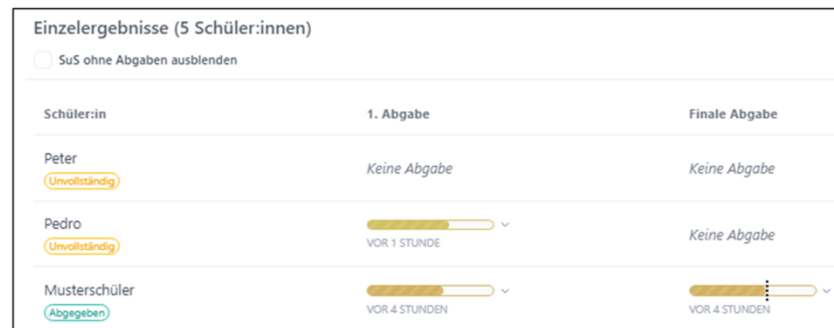 Einzelergebnisse (5 Schüler:innen)
SuS ohne Abgaben ausblenden
Schüler:in 1. Abgabe Finale Abgabe
Peter
Unvollständig
Keine Abgabe Keine Abgabe
Pedro
Unvollständig
VOR 1 STUNDE
Keine Abgabe
Musterschüler
Abgegeben
VOR 4 STUNDEN VOR 4 STUNDEN